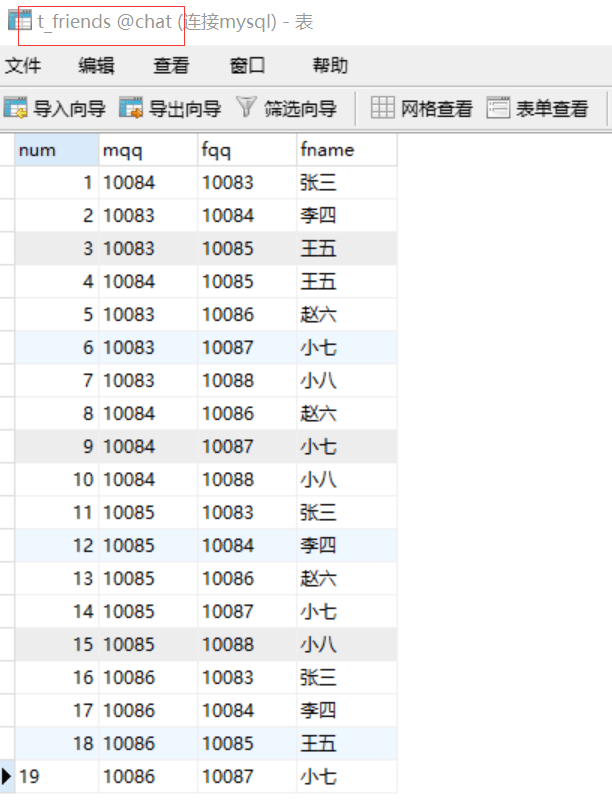 t_friends @chat (连接mysql) - 表
文件 编辑 查看 窗口 帮助
导入向导 导出向导 筛选向导 网格查看 表单查看
num mqq fqq fname
1 10084 10083 张三
2 10083 10084 李四
3 10083 10085 王五
4 10084 10085 王五
5 10083 10086 赵六
6 10083 10087 小七
7 10083 10088 小八
8 10084 10086 赵六
9 10084 10087 小七
10 10084 10088 小八
11 10085 10083 张三
12 10085 10084 李四
13 10085 10086 赵六
14 10085 10087 小七
15 10085 10088 小八
16 10086 10083 张三
17 10086 10084 李四
18 10086 10085 王五
19 10086 10087 小七